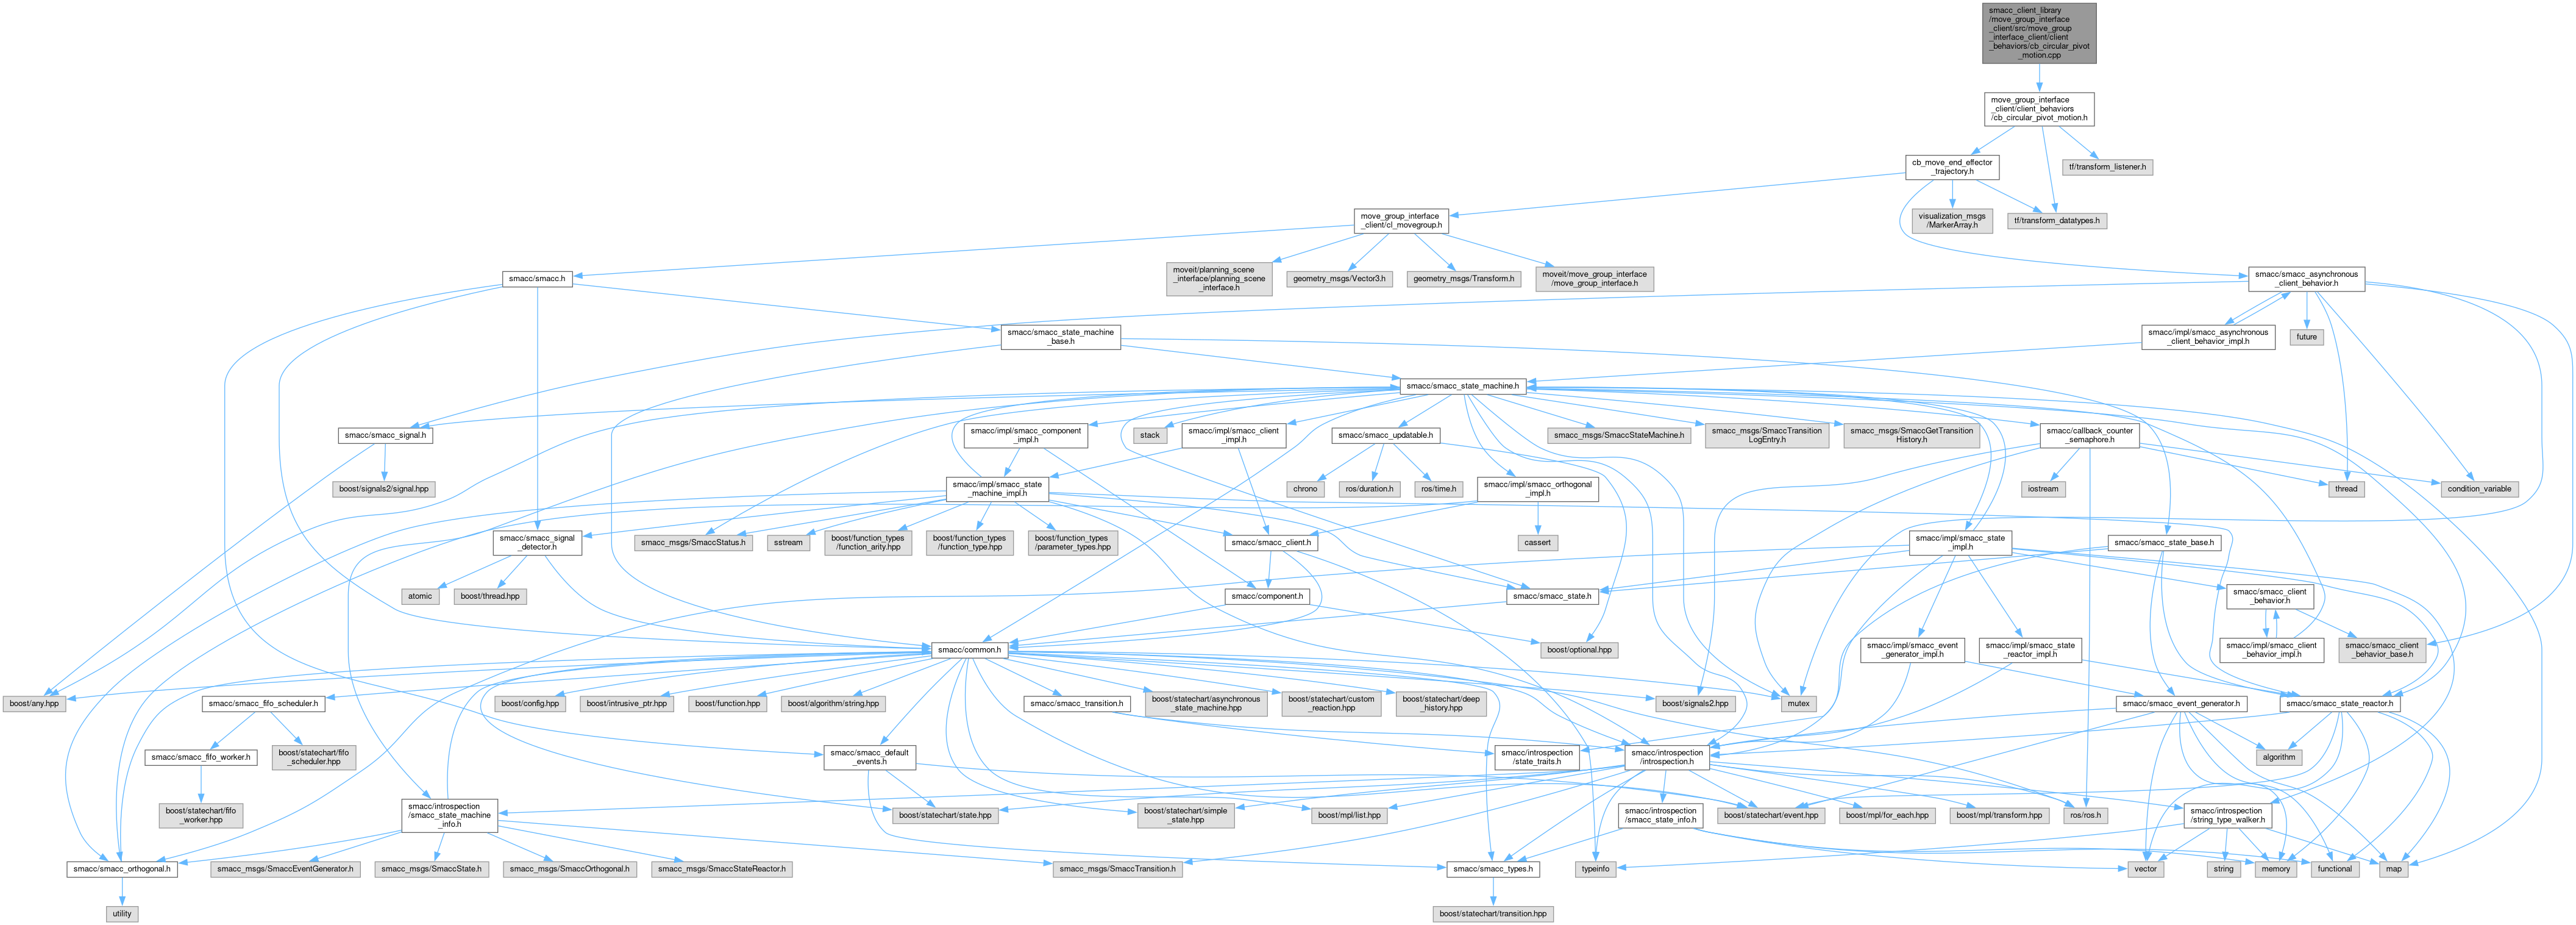 smacc_client_library
/move_group_interface
_client/src/move_group
_interface_client/client
_behaviors/cb_circular_pivot
_motion.cpp
move_group_interface
_client/client_behaviors
/cb_circular_pivot_motion.h
cb_move_end_effector
_trajectory.h
tf/transform_listener.h
move_group_interface
_client/cl_movegroup.h
visualization_msgs
/MarkerArray.h
tf/transform_datatypes.h
smacc/smacc.h
moveit/planning_scene
_interface/planning_scene
_interface.h
geometry_msgs/Vector3.h
geometry_msgs/Transform.h
moveit/move_group_interface
/move_group_interface.h
smacc/smacc_asynchronous
_client_behavior.h
smacc/smacc_state_machine
_base.h
smacc/impl/smacc_asynchronous
_client_behavior_impl.h
future
smacc/smacc_state_machine.h
smacc/smacc_signal.h
smacc/impl/smacc_component
_impl.h
stack
smacc/impl/smacc_client
_impl.h
smacc/smacc_updatable.h
smacc_msgs/SmaccStateMachine.h
smacc_msgs/SmaccTransition
LogEntry.h
smacc_msgs/SmaccGetTransition
History.h
smacc/callback_counter
_semaphore.h
boost/signals2/signal.hpp
smacc/impl/smacc_state
_machine_impl.h
chrono
ros/duration.h
ros/time.h
smacc/impl/smacc_orthogonal
_impl.h
iostream
thread
condition_variable
smacc/smacc_signal
_detector.h
smacc_msgs/SmaccStatus.h
sstream
boost/function_types
/function_arity.hpp
boost/function_types
/function_type.hpp
boost/function_types
/parameter_types.hpp
smacc/smacc_client.h
cassert
smacc/impl/smacc_state
_impl.h
smacc/smacc_state_base.h
atomic
boost/thread.hpp
smacc/component.h
smacc/smacc_state.h
smacc/smacc_client
_behavior.h
smacc/common.h
boost/optional.hpp
smacc/impl/smacc_event
_generator_impl.h
smacc/impl/smacc_state
_reactor_impl.h
smacc/impl/smacc_client
_behavior_impl.h
smacc/smacc_client
_behavior_base.h
boost/any.hpp
smacc/smacc_fifo_scheduler.h
boost/config.hpp
boost/intrusive_ptr.hpp
boost/function.hpp
boost/algorithm/string.hpp
smacc/smacc_transition.h
boost/statechart/asynchronous
_state_machine.hpp
boost/statechart/custom
_reaction.hpp
boost/statechart/deep
_history.hpp
boost/signals2.hpp
mutex
smacc/smacc_event_generator.h
smacc/smacc_state_reactor.h
smacc/smacc_fifo_worker.h
boost/statechart/fifo
_scheduler.hpp
smacc/smacc_default
_events.h
smacc/introspection
/state_traits.h
smacc/introspection
/introspection.h
algorithm
boost/statechart/fifo
_worker.hpp
smacc/introspection
/smacc_state_machine
_info.h
boost/statechart/state.hpp
boost/statechart/simple
_state.hpp
boost/mpl/list.hpp
boost/statechart/event.hpp
smacc/introspection
/smacc_state_info.h
boost/mpl/for_each.hpp
boost/mpl/transform.hpp
ros/ros.h
smacc/introspection
/string_type_walker.h
smacc/smacc_orthogonal.h
smacc_msgs/SmaccEventGenerator.h
smacc_msgs/SmaccState.h
smacc_msgs/SmaccOrthogonal.h
smacc_msgs/SmaccStateReactor.h
smacc_msgs/SmaccTransition.h
smacc/smacc_types.h
typeinfo
vector
string
memory
functional
map
utility
boost/statechart/transition.hpp